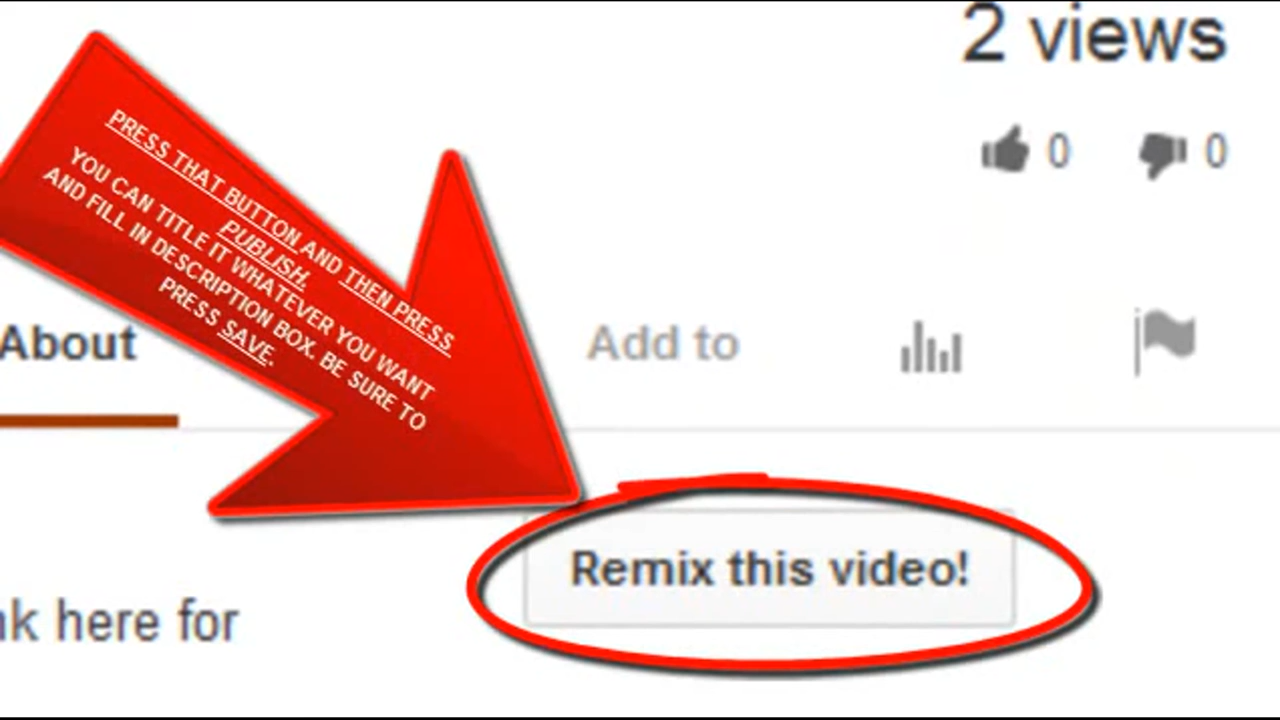 2 views
0 0
PRESS THAT BUTTON AND THEN PRESS
PUBLISH.
YOU CAN TITLE IT WHATEVER YOU WANT
AND FILL IN DESCRIPTION BOX. BE SURE TO
PRESS SAVE.
About
Add to
Remix this video!
nk here for